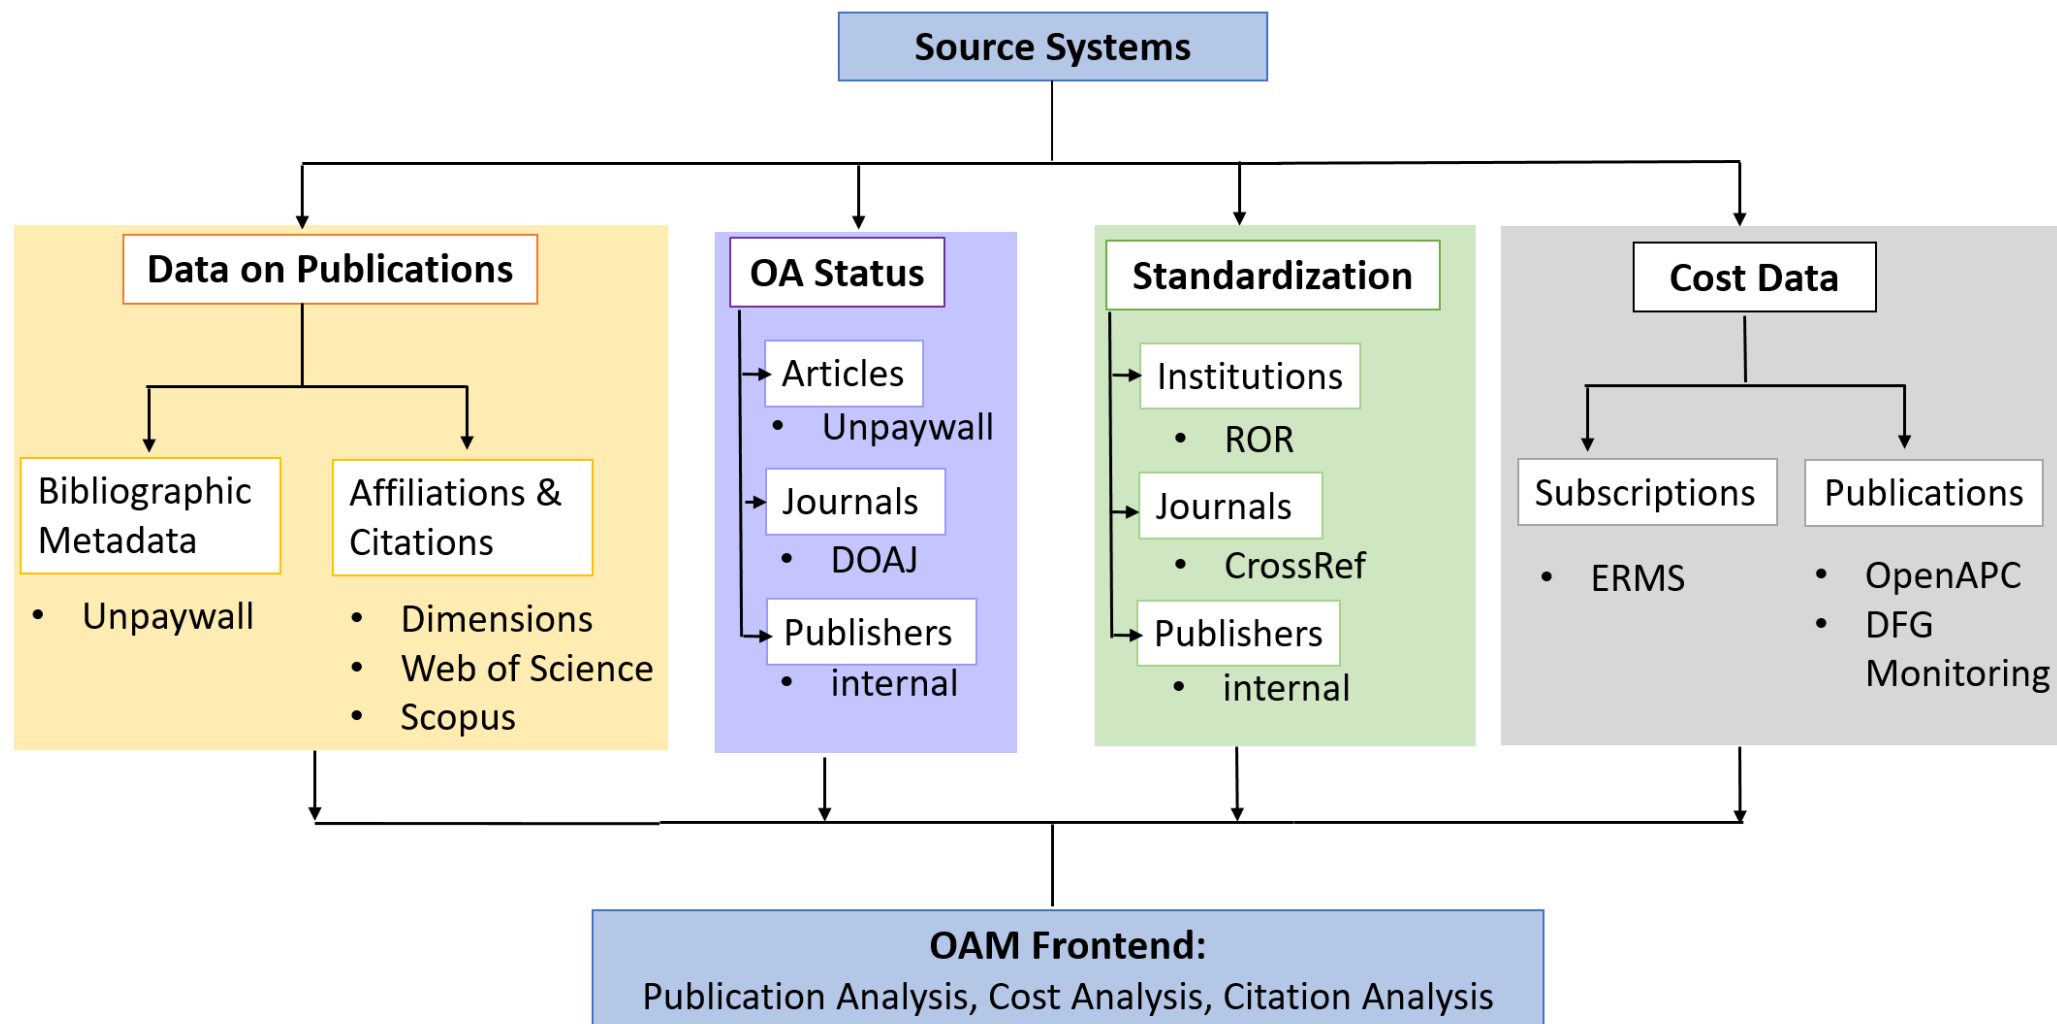 Source Systems
Data on Publications
Bibliographic
Metadata
• Unpaywall
Affiliations &
Citations
• Dimensions
• Web of Science
• Scopus
OA Status
Articles
• Unpaywall
Journals
• DOAJ
Publishers
• internal
Standardization
Institutions
• ROR
Journals
• CrossRef
Publishers
• internal
Cost Data
Subscriptions
• ERMS
Publications
• OpenAPC
• DFG
Monitoring
OAM Frontend:
Publication Analysis, Cost Analysis, Citation Analysis